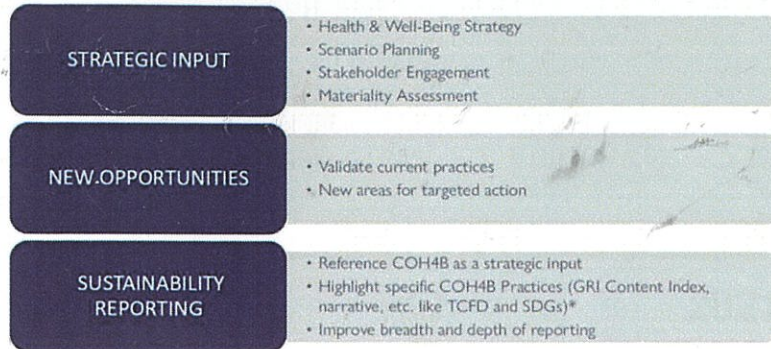 STRATEGIC INPUT
• Health & Well-Being Strategy
• Scenario Planning
• Stakeholder Engagement
• Materiality Assessment
NEW OPPORTUNITIES
• Validate current practices
• New areas for targeted action
SUSTAINABILITY
REPORTING
• Reference COH4B as a strategic input
• Highlight specific COH4B Practices (GRI Content Index,
narrative, etc. like TCFD and SDGs)*
• Improve breadth and depth of reporting